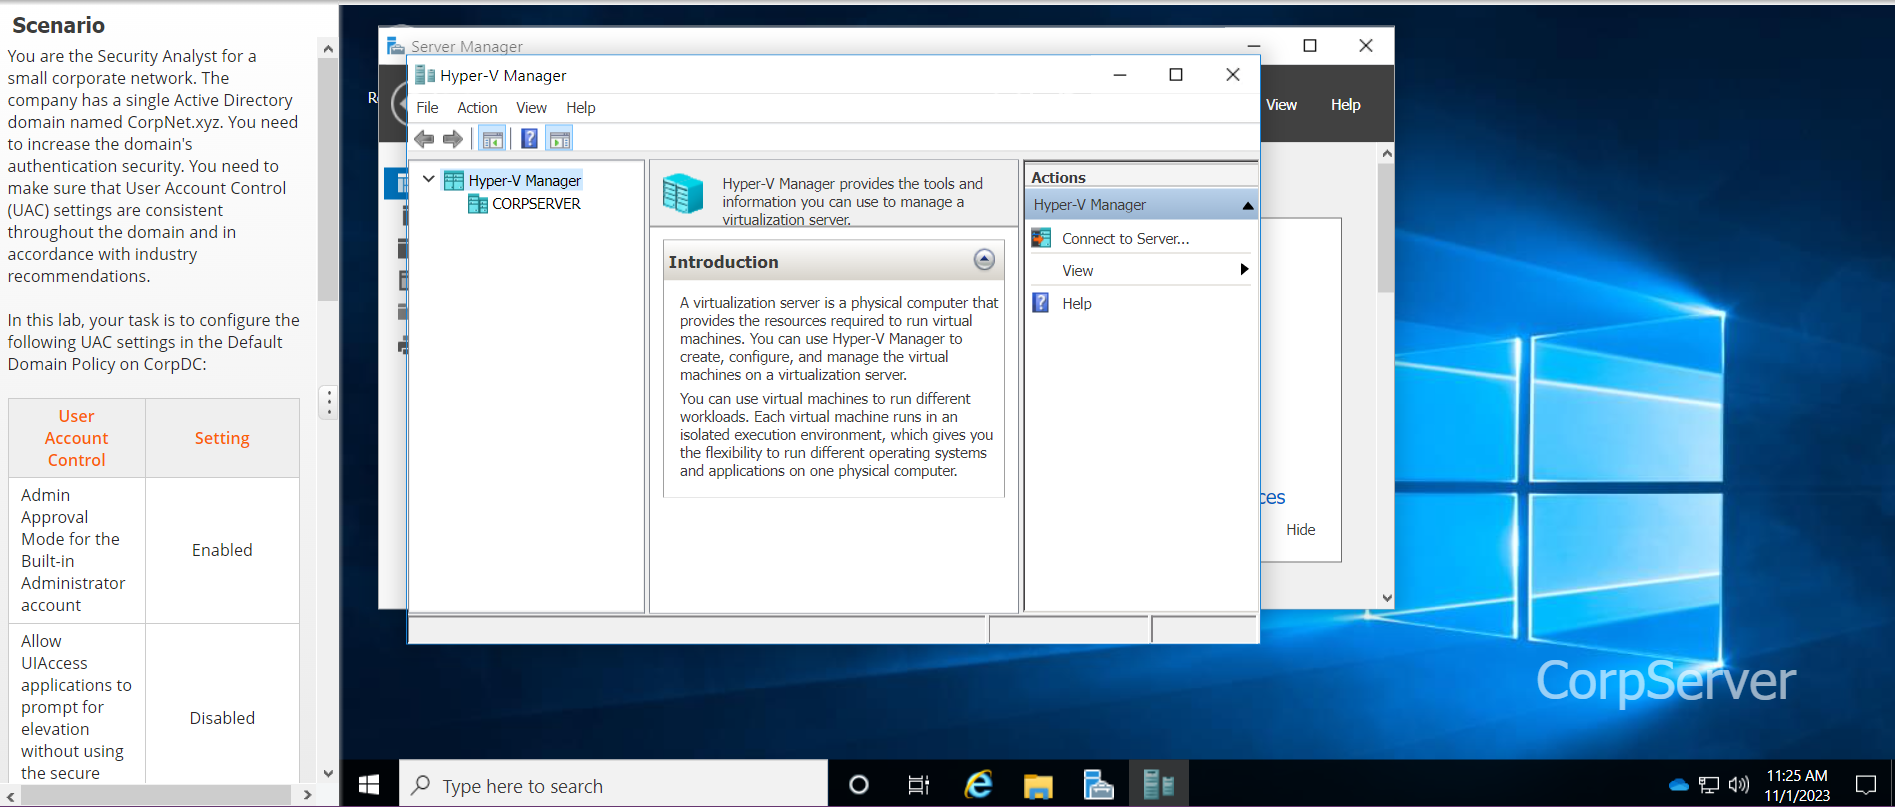 Scenario
You are the Security Analyst for a
small corporate network. The
company has a single Active Directory
domain named CorpNet.xyz. You need
to increase the domain's
authentication security. You need to
make sure that User Account Control
(UAC) settings are consistent
throughout the domain and in
accordance with industry
recommendations.
In this lab, your task is to configure the
following UAC settings in the Default
Domain Policy on CorpDC:
User
Account
Control
Setting
Admin
Approval
Mode for the
Built-in
Administrator
account
Enabled
Allow
UIAccess
applications to
prompt for
elevation
without using
the secure
Disabled
Server Manager
View
Help
Hyper-V Manager
File
Action
View
Help
Hyper-V Manager
CORPSERVER
Hyper-V Manager provides the tools and
information you can use to manage a
virtualization server.
Introduction
A virtualization server is a physical computer that
provides the resources required to run virtual
machines. You can use Hyper-V Manager to
create, configure, and manage the virtual
machines on a virtualization server.
You can use virtual machines to run different
workloads. Each virtual machine runs in an
isolated execution environment, which gives you
the flexibility to run different operating systems
and applications on one physical computer.
Actions
Hyper-V Manager
Connect to Server...
View
Help
Hide
CorpServer
Type here to search
11:25 AM
11/1/2023